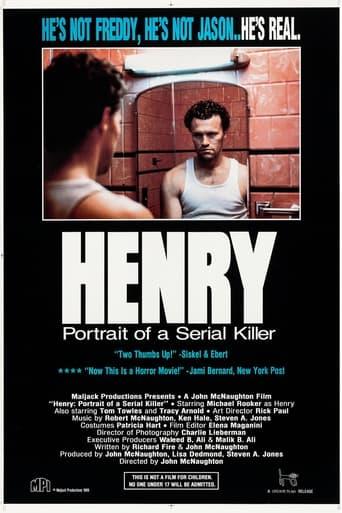 HE'S NOT FREDDY, HE'S NOT JASON..HE'S REAL.
HENRY
Portrait of a Serial Killer
"Two Thumbs Up!" -Siskel & Ebert
**** "Now This Is a Horror Movie!" -Jami Bernard, New York Post
Maljack Productions Presents • A John McNaughton Film
"Henry: Portrait of a Serial Killer" • Starring Michael Rooker as Henry
Also starring Tom Towles and Tracy Arnold • Art Director Rick Paul
Music by Robert McNaughton, Ken Hale, Steven A. Jones
Costumes Patricia Hart • Film Editor Elena Maganini
Director of Photography Charlie Lieberman
Executive Producers Waleed B. Ali & Malik B. Ali
Written by Richard Fire & John McNaughton
Produced by John McNaughton, Lisa Dedmond, Steven A. Jones
Directed by John McNaughton
MPI
THIS IS NOT A FILM FOR CHILDREN.
NO ONE UNDER 17 WILL BE ADMITTED.
RELEASE